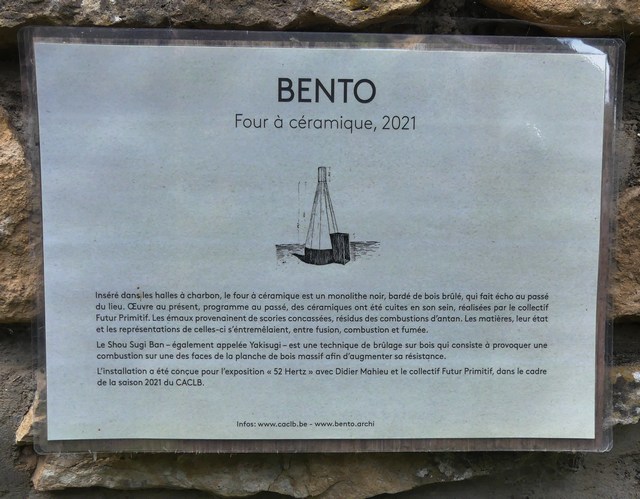 BENTO
Four à céramique, 2021
Inséré dans les halles à charbon, le four à céramique est un monolithe noir, bardé de bois brûlé, qui fait écho au passé
du lieu. Œuvre au présent, programme au passé, des céramiques ont été cuites en son sein, réalisées par le collectif
Futur Primitif. Les émaux provenainent de scories concassées, résidus des combustions d'antan. Les matières, leur état
et les représentations de celles-ci s'éntremêlaient, entre fusion, combustion et fumée.
Le Shou Sugi Ban – également appelée Yakisugi – est une technique de brûlage sur bois qui consiste à provoquer une
combustion sur une des faces de la planche de bois massif afin d'augmenter sa résistance.
L'installation a été conçue pour l'exposition « 52 Hertz » avec Didier Mahieu et le collectif Futur Primitif, dans le cadre
de la saison 2021 du CACLB.
Infos: www.caclb.be - www.bento.archi